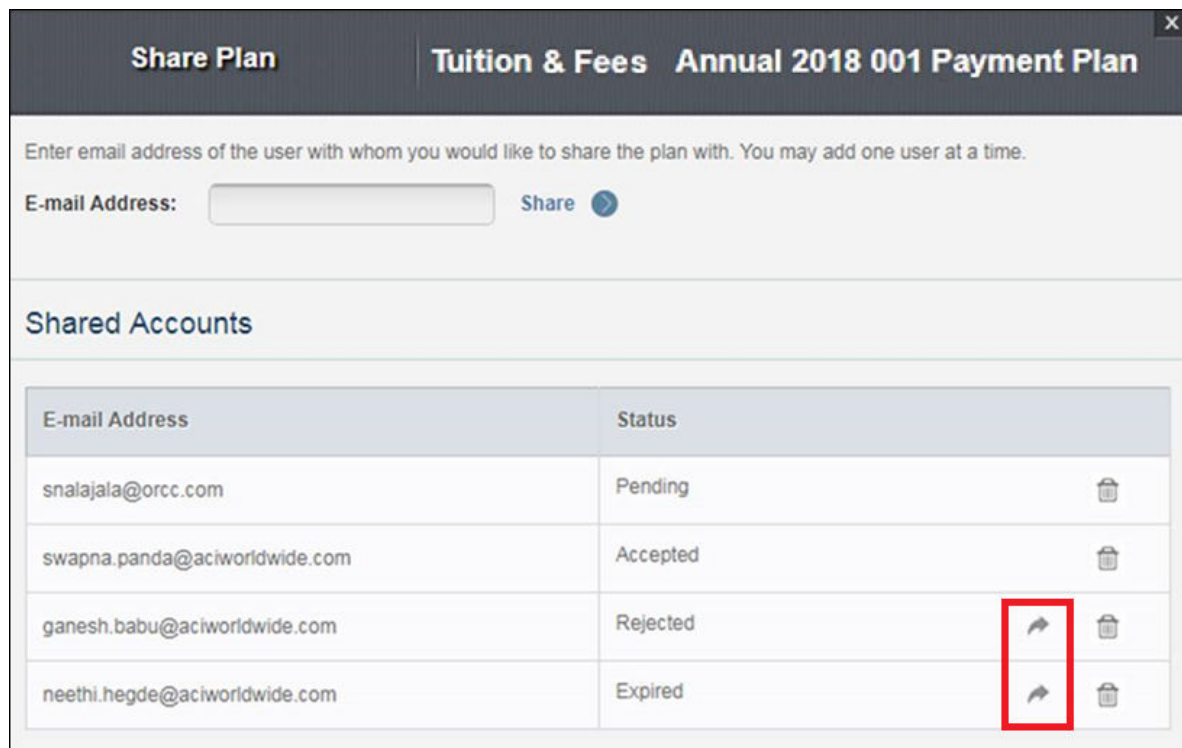 X
Share Plan Tuition & Fees Annual 2018 001 Payment Plan
Enter email address of the user with whom you would like to share the plan with. You may add one user at a time.
E-mail Address: Share
Shared Accounts
E-mail Address Status
snalajala@orcc.com Pending
swapna.panda@aciworldwide.com Accepted
ganesh.babu@aciworldwide.com Rejected
neethi.hegde@aciworldwide.com Expired